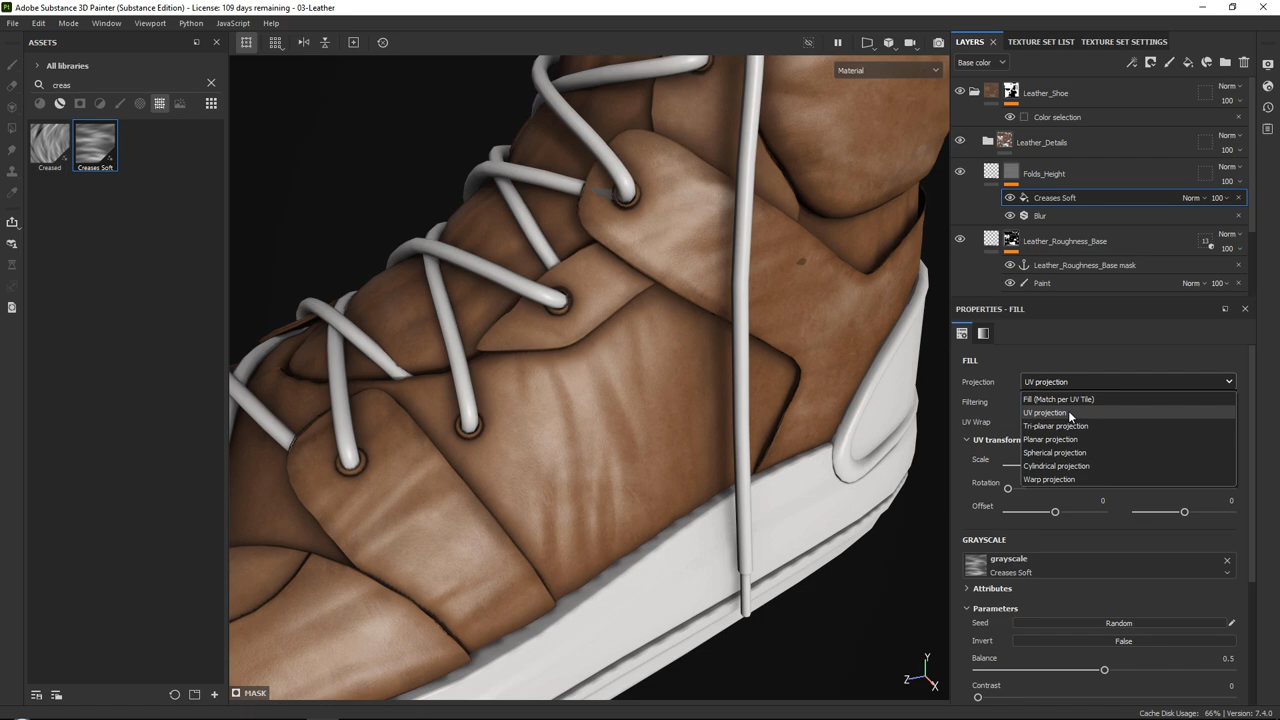 Adobe Substance 3D Painter (Substance Edition) - License: 109 days remaining - 03-Leather
File Edit Mode Window Viewport Python JavaScript Help
ASSETS
All libraries
creas
Creased
Creases Soft
Material
MASK
Y
Z
X
LAYERS
TEXTURE SET LIST
TEXTURE SET SETTINGS
Base color
Leather_Shoe
Norm
100
Color selection
Leather_Details
Norm
100
Folds_Height
Norm
100
Creases Soft
Norm
100
Blur
Leather_Roughness_Base
13
Norm
100
Leather_Roughness_Base mask
Paint
Norm
100
PROPERTIES - FILL
FILL
Projection
UV projection
Filtering
Fill (Match per UV Tile)
UV projection
UV Wrap
Tri-planar projection
UV transform
Planar projection
Scale
Spherical projection
Cylindrical projection
Rotation
Warp projection
Offset
0
0
GRAYSCALE
grayscale
Creases Soft
Attributes
Parameters
Seed
Random
Invert
False
Balance
0.5
Contrast
0
Cache Disk Usage: 66% | Version: 7.4.0